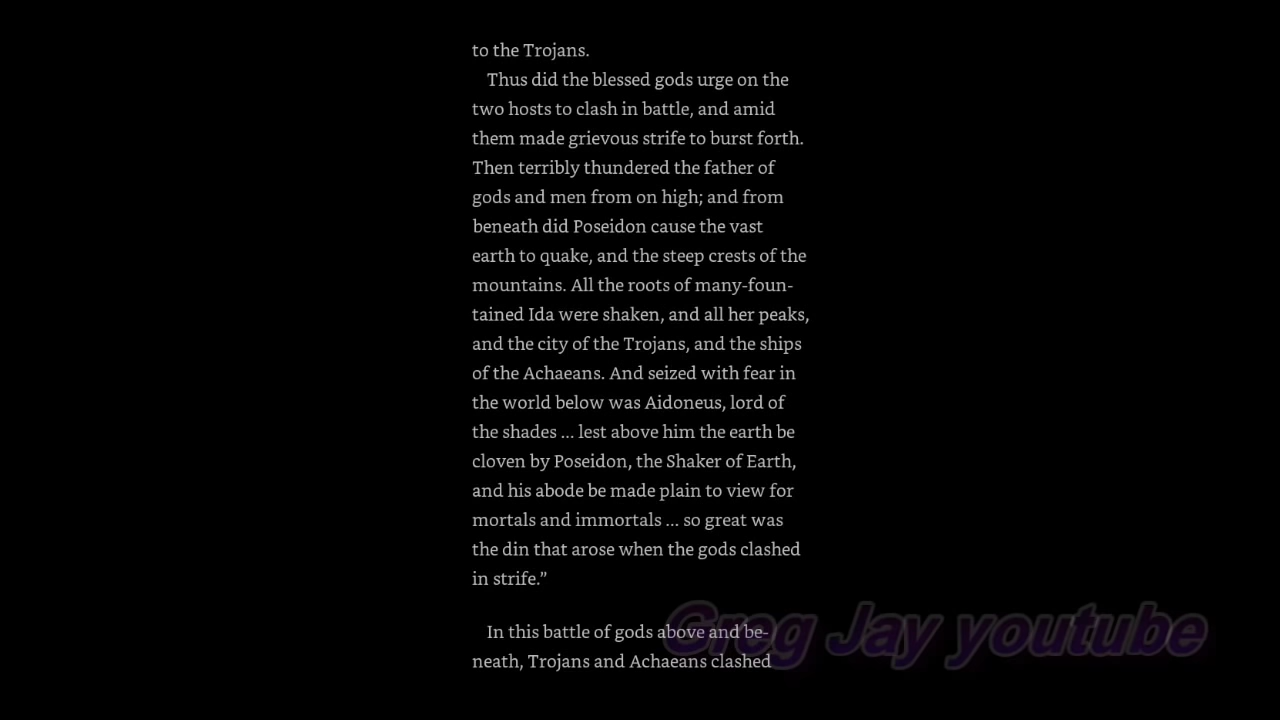 to the Trojans.
Thus did the blessed gods urge on the
two hosts to clash in battle, and amid
them made grievous strife to burst forth.
Then terribly thundered the father of
gods and men from on high; and from
beneath did Poseidon cause the vast
earth to quake, and the steep crests of the
mountains. All the roots of many-foun-
tained Ida were shaken, and all her peaks,
and the city of the Trojans, and the ships
of the Achaeans. And seized with fear in
the world below was Aidoneus, lord of
the shades ... lest above him the earth be
cloven by Poseidon, the Shaker of Earth,
and his abode be made plain to view for
mortals and immortals ... so great was
the din that arose when the gods clashed
in strife.”
In this battle of gods above and be-
neath, Trojans and Achaeans clashed
Greg Jay youtube